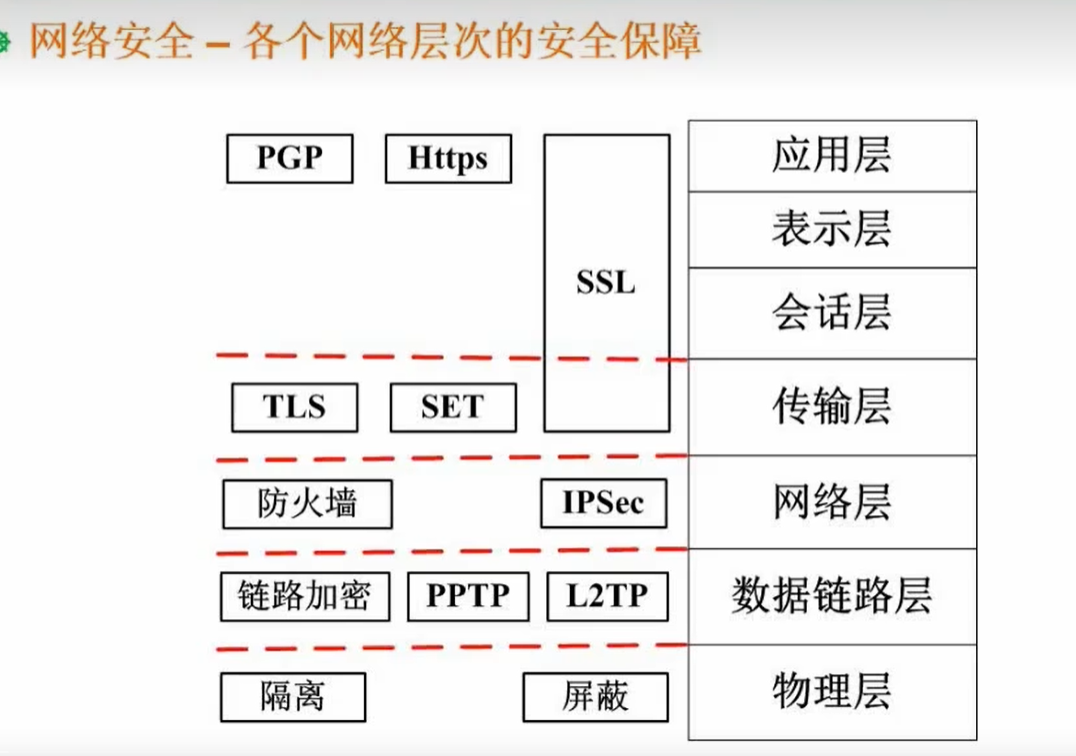 网络安全 – 各个网络层次的安全保障
PGP Https 应用层
表示层
SSL 会话层
TLS SET 传输层
防火墙 IPSec 网络层
链路加密 PPTP L2TP 数据链路层
隔离 屏蔽 物理层